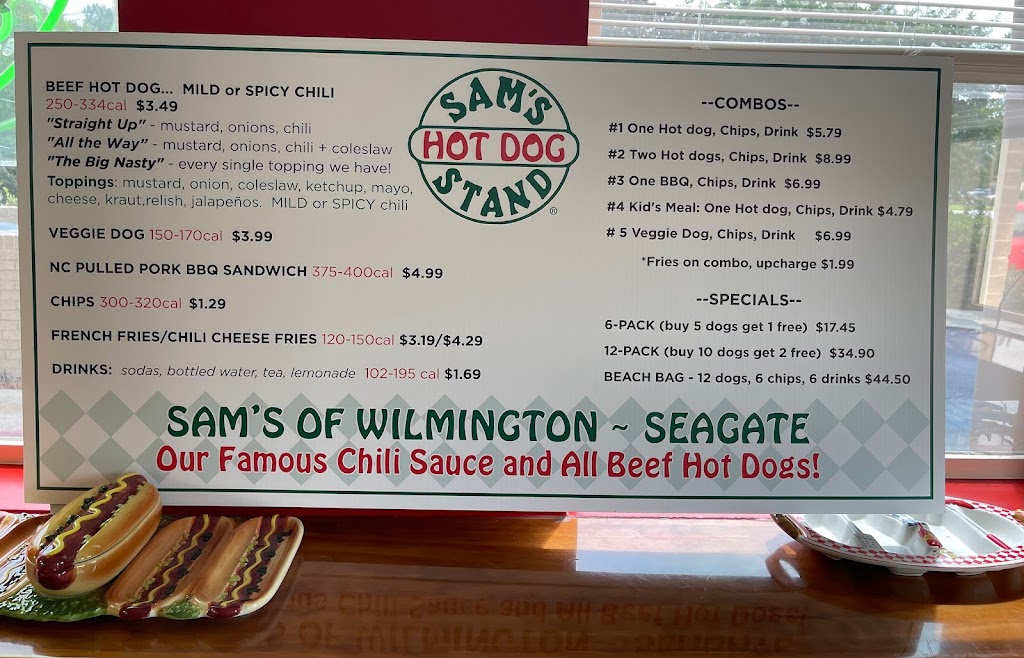 BEEF HOT DOG... MILD or SPICY CHILI
250-334cal $3.49
"Straight Up" - mustard, onions, chili
"All the Way" - mustard, onions, chili + coleslaw
"The Big Nasty" - every single topping we have!
Toppings: mustard, onion, coleslaw, ketchup, mayo,
cheese, kraut,relish, jalapeños. MILD or SPICY chili
VEGGIE DOG 150-170cal $3.99
NC PULLED PORK BBQ SANDWICH 375-400cal $4.99
CHIPS 300-320cal $1.29
FRENCH FRIES/CHILI CHEESE FRIES 120-150cal $3.19/$4.29
DRINKS: sodas, bottled water, tea, lemonade 102-195 cal $1.69
SAM'S
HOT DOG
STAND
®
--COMBOS--
#1 One Hot dog, Chips, Drink $5.79
#2 Two Hot dogs, Chips, Drink $8.99
#3 One BBQ, Chips, Drink $6.99
#4 Kid's Meal: One Hot dog, Chips, Drink $4.79
# 5 Veggie Dog, Chips, Drink $6.99
*Fries on combo, upcharge $1.99
--SPECIALS--
6-PACK (buy 5 dogs get 1 free) $17.45
12-PACK (buy 10 dogs get 2 free) $34.90
BEACH BAG - 12 dogs, 6 chips, 6 drinks $44.50
SAM'S OF WILMINGTON ~ SEAGATE
Our Famous Chili Sauce and All Beef Hot Dogs!